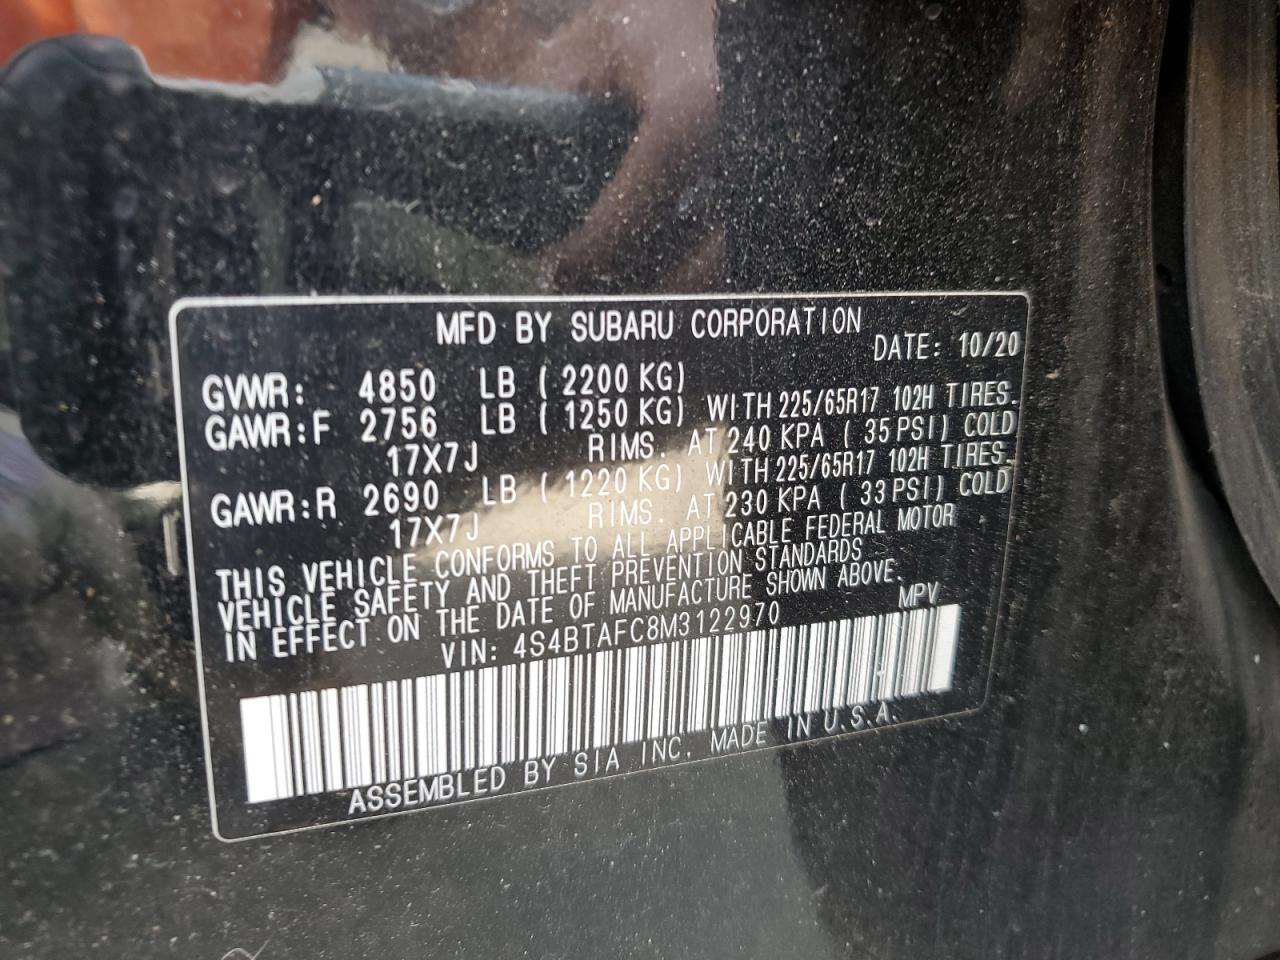 MFD BY SUBARU CORPORATION
DATE: 10/20
GVWR: 4850 LB ( 2200 KG)
GAWR:F 2756 LB ( 1250 KG) WITH 225/65R17 102H TIRES.
17X7J RIMS. AT 240 KPA ( 35 PSI) COLD
GAWR:R 2690 LB ( 1220 KG) WITH 225/65R17 102H TIRES.
17X7J RIMS. AT 230 KPA ( 33 PSI) COLD
THIS VEHICLE CONFORMS TO ALL APPLICABLE FEDERAL MOTOR
VEHICLE SAFETY AND THEFT PREVENTION STANDARDS
IN EFFECT ON THE DATE OF MANUFACTURE SHOWN ABOVE.
VIN: 4S4BTAFC8M3122970 MPV
ASSEMBLED BY SIA INC. MADE IN U.S.A.